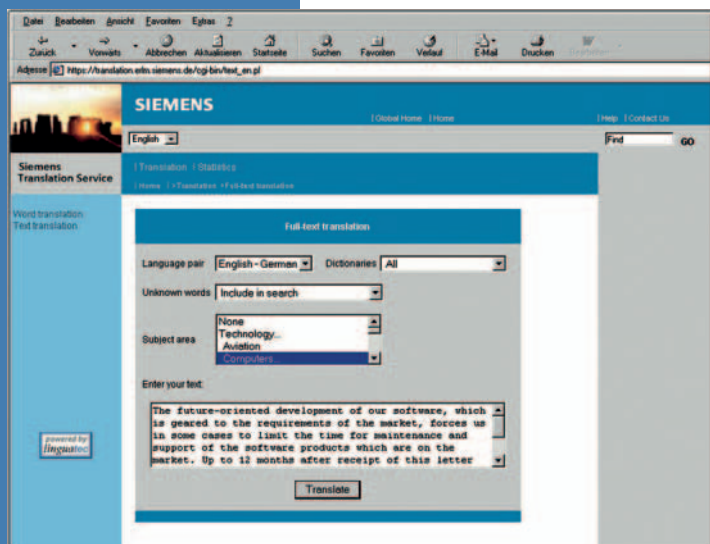 Datei Bearbeiten Ansicht Favoriten Extras ?
Zurück Vorwärts Abbrechen Aktualisieren Startseite Suchen Favoriten Verlauf E-Mail Drucken
Adresse https://translation.erlm.siemens.de/cgi-bin/text_en.pl
SIEMENS
| Global Home | Home | Help | Contact Us
English Find GO
Siemens
Translation Service
| Translation | Statistics
| Home | > Translation > Full-text translation
Word translation
Text translation
Full-text translation
Language pair English - German Dictionaries All
Unknown words Include in search
Subject area
None
Technology...
Aviation
Computers...
Enter your text:
The future-oriented development of our software, which
is geared to the requirements of the market, forces us
in some cases to limit the time for maintenance and
support of the software products which are on the
market. Up to 12 months after receipt of this letter
powered by
linguatec
Translate